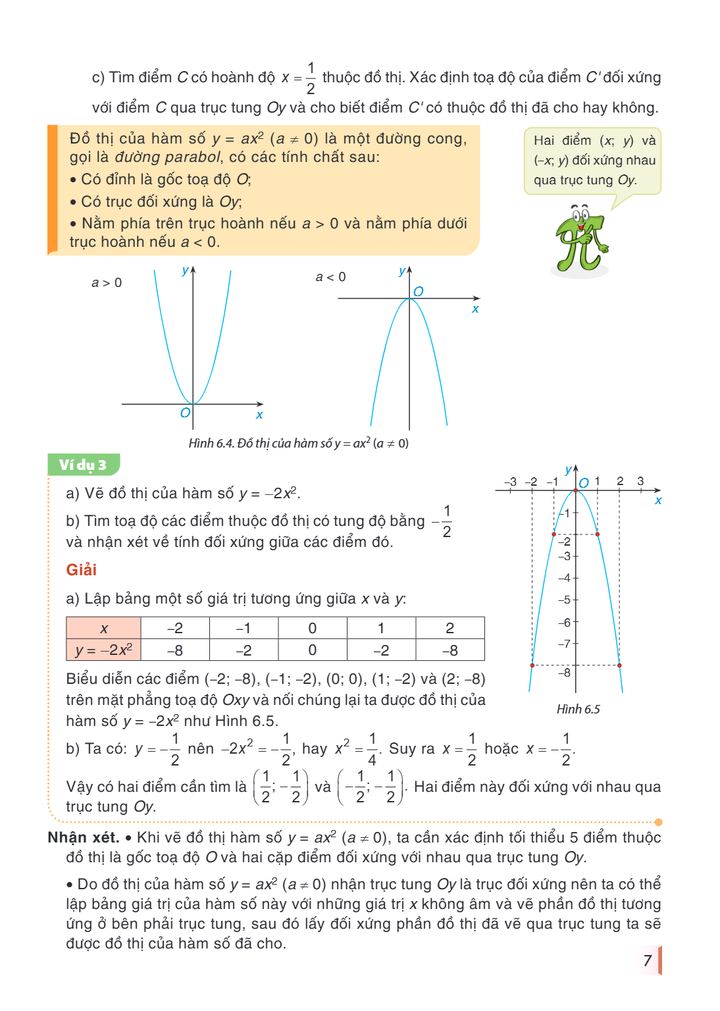 c) Tìm điểm C có hoành độ x = 1/2 thuộc đồ thị. Xác định toạ độ của điểm C' đối xứng
với điểm C qua trục tung Oy và cho biết điểm C' có thuộc đồ thị đã cho hay không.
Đồ thị của hàm số y = ax² (a ≠ 0) là một đường cong,
gọi là đường parabol, có các tính chất sau:
• Có đỉnh là gốc toạ độ O;
• Có trục đối xứng là Oy;
• Nằm phía trên trục hoành nếu a > 0 và nằm phía dưới
trục hoành nếu a < 0.
Hai điểm (x; y) và
(–x; y) đối xứng nhau
qua trục tung Oy.
a > 0
y
O
x
a < 0
y
O
x
Hình 6.4. Đồ thị của hàm số y = ax² (a ≠ 0)
Ví dụ 3
a) Vẽ đồ thị của hàm số y = –2x².
b) Tìm toạ độ các điểm thuộc đồ thị có tung độ bằng –1/2
và nhận xét về tính đối xứng giữa các điểm đó.
Giải
a) Lập bảng một số giá trị tương ứng giữa x và y:
x –2 –1 0 1 2
y = –2x² –8 –2 0 –2 –8
Biểu diễn các điểm (–2; –8), (–1; –2), (0; 0), (1; –2) và (2; –8)
trên mặt phẳng toạ độ Oxy và nối chúng lại ta được đồ thị của
hàm số y = –2x² như Hình 6.5.
y
–3 –2 –1 O 1 2 3
x
–1
–2
–3
–4
–5
–6
–7
–8
Hình 6.5
b) Ta có: y = –1/2 nên –2x² = –1/2, hay x² = 1/4. Suy ra x = 1/2 hoặc x = –1/2.
Vậy có hai điểm cần tìm là (1/2; –1/2) và (–1/2; –1/2). Hai điểm này đối xứng với nhau qua
trục tung Oy.
Nhận xét. • Khi vẽ đồ thị hàm số y = ax² (a ≠ 0), ta cần xác định tối thiểu 5 điểm thuộc
đồ thị là gốc toạ độ O và hai cặp điểm đối xứng với nhau qua trục tung Oy.
• Do đồ thị của hàm số y = ax² (a ≠ 0) nhận trục tung Oy là trục đối xứng nên ta có thể
lập bảng giá trị của hàm số này với những giá trị x không âm và vẽ phần đồ thị tương
ứng ở bên phải trục tung, sau đó lấy đối xứng phần đồ thị đã vẽ qua trục tung ta sẽ
được đồ thị của hàm số đã cho.
7